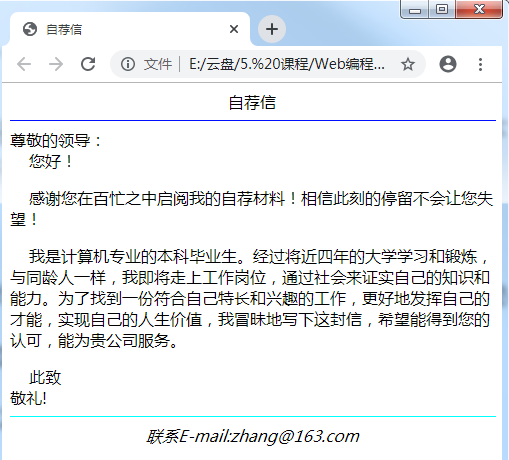 自荐信
文件
E:/云盘/5.%20课程/Web编程...
自荐信
尊敬的领导：
您好！
感谢您在百忙之中启阅我的自荐材料！相信此刻的停留不会让您失
望！
我是计算机专业的本科毕业生。经过将近四年的大学学习和锻炼，
与同龄人一样，我即将走上工作岗位，通过社会来证实自己的知识和
能力。为了找到一份符合自己特长和兴趣的工作，更好地发挥自己的
才能，实现自己的人生价值，我冒昧地写下这封信，希望能得到您的
认可，能为贵公司服务。
此致
敬礼!
联系E-mail:zhang@163.com